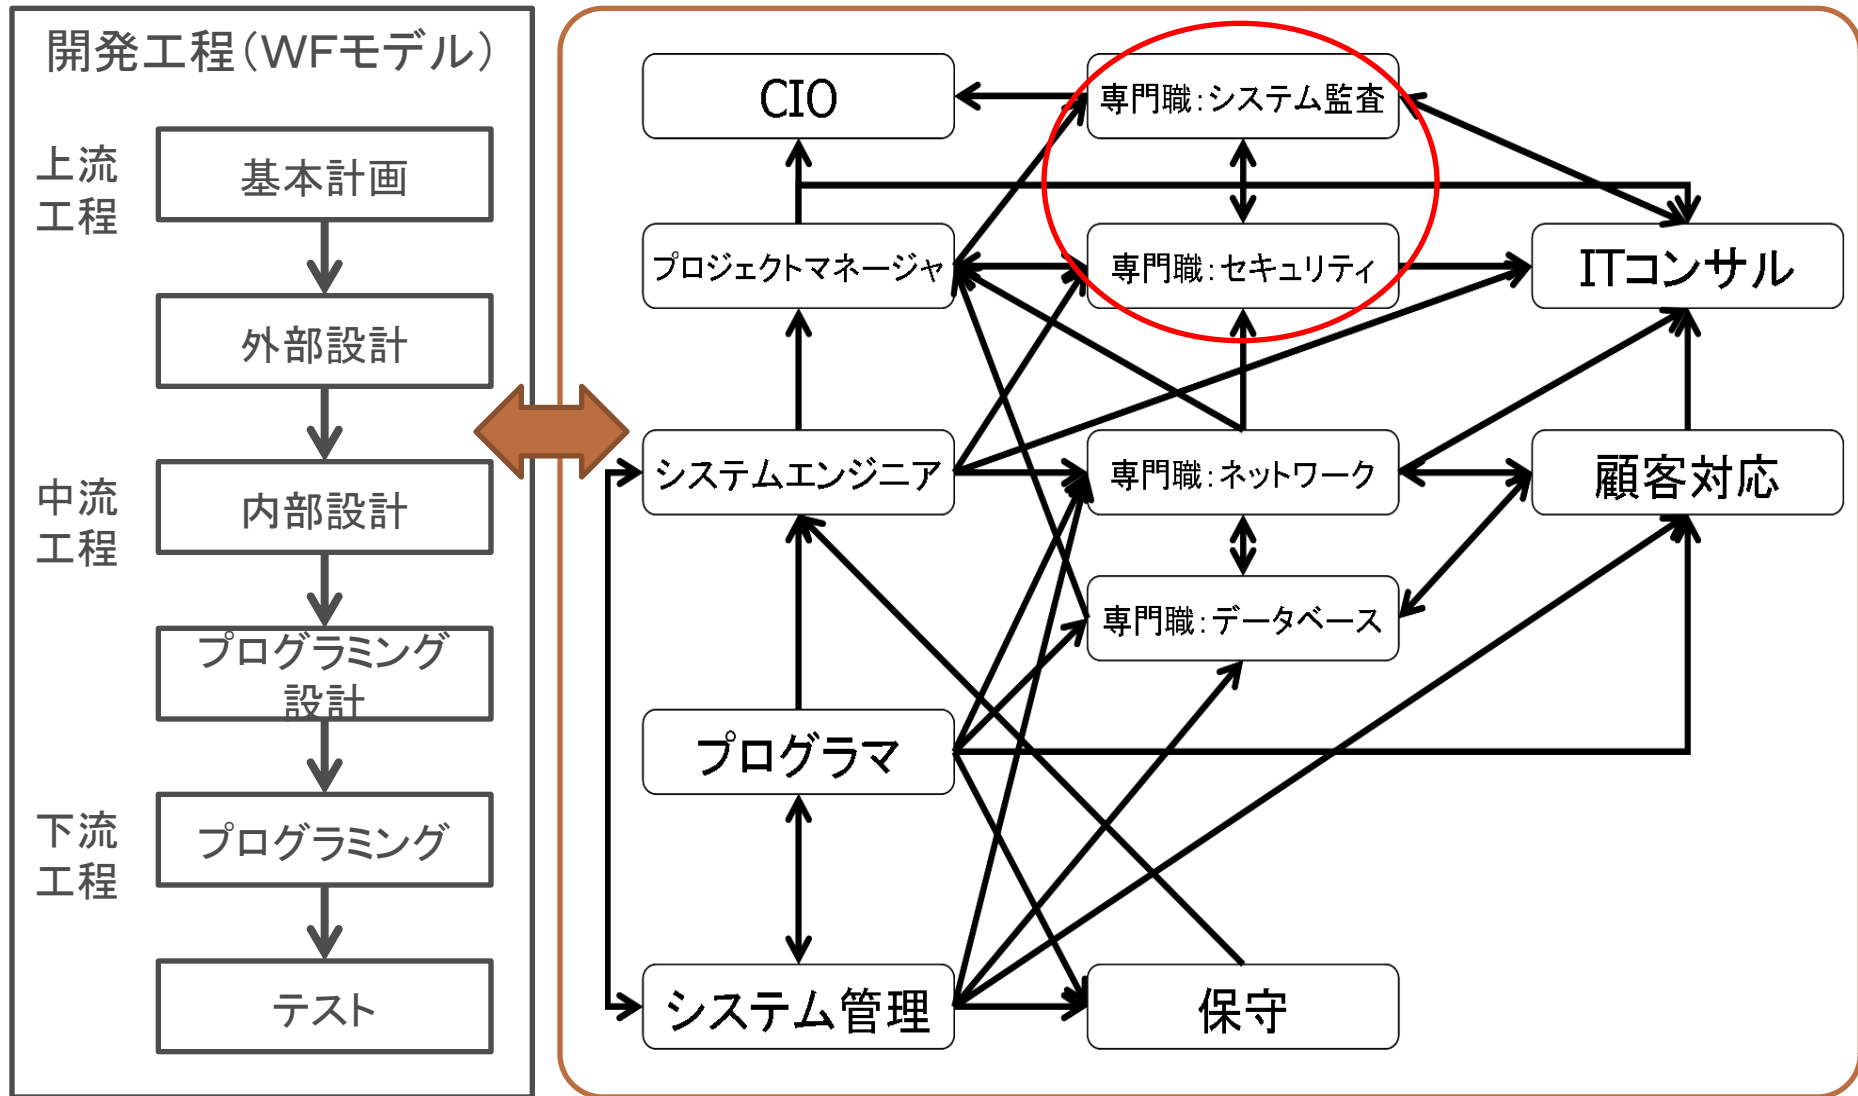 開発工程(WFモデル)
上流
工程
基本計画
外部設計
中流
工程
内部設計
プログラミング
設計
下流
工程
プログラミング
テスト
CIO
専門職:システム監査
プロジェクトマネージャ
専門職:セキュリティ
ITコンサル
システムエンジニア
専門職:ネットワーク
顧客対応
専門職:データベース
プログラマ
システム管理
保守